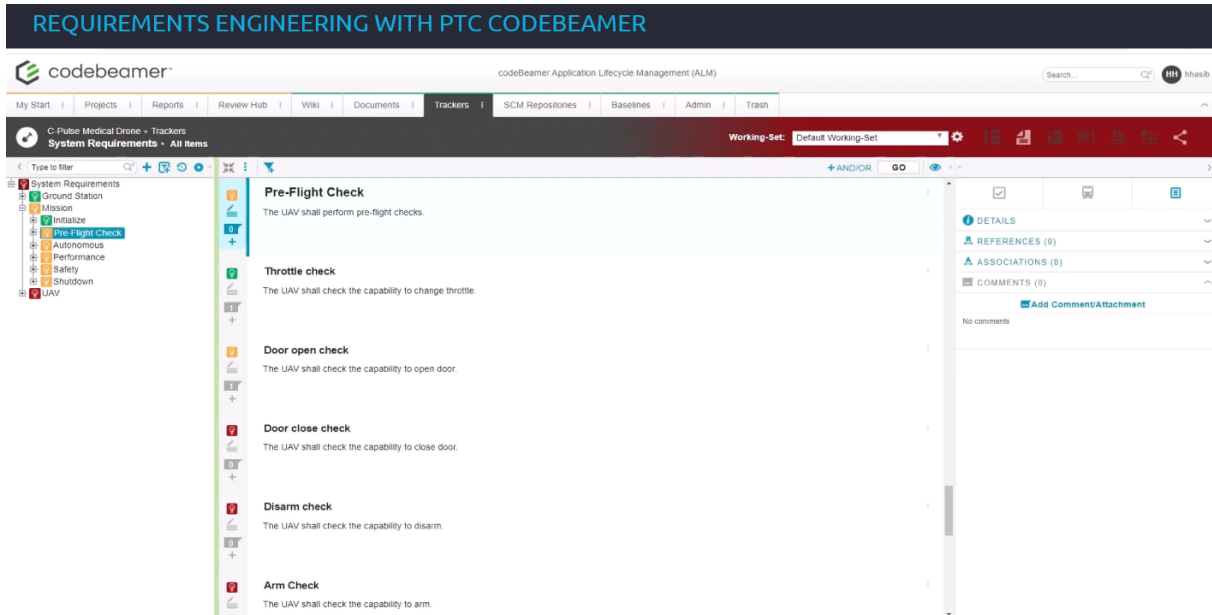 REQUIREMENTS ENGINEERING WITH PTC CODEBEAMER
codebeamer
codeBeamer Application Lifecycle Management (ALM)
Search...
HH hhasib
My Start Projects Reports Review Hub Wiki Documents Trackers SCM Repositories Baselines Admin Trash
C-Pulse Medical Drone » Trackers
System Requirements • All Items
Working-Set: Default Working-Set
Type to filter
+AND/OR GO
System Requirements
Ground Station
Mission
Initialize
Pre-Flight Check
Autonomous
Performance
Safety
Shutdown
UAV
Pre-Flight Check
The UAV shall perform pre-flight checks.
0
Throttle check
The UAV shall check the capability to change throttle.
1
Door open check
The UAV shall check the capability to open door.
1
Door close check
The UAV shall check the capability to close door.
0
Disarm check
The UAV shall check the capability to disarm.
0
Arm Check
The UAV shall check the capability to arm.
DETAILS
REFERENCES (0)
ASSOCIATIONS (0)
COMMENTS (0)
Add Comment/Attachment
No comments